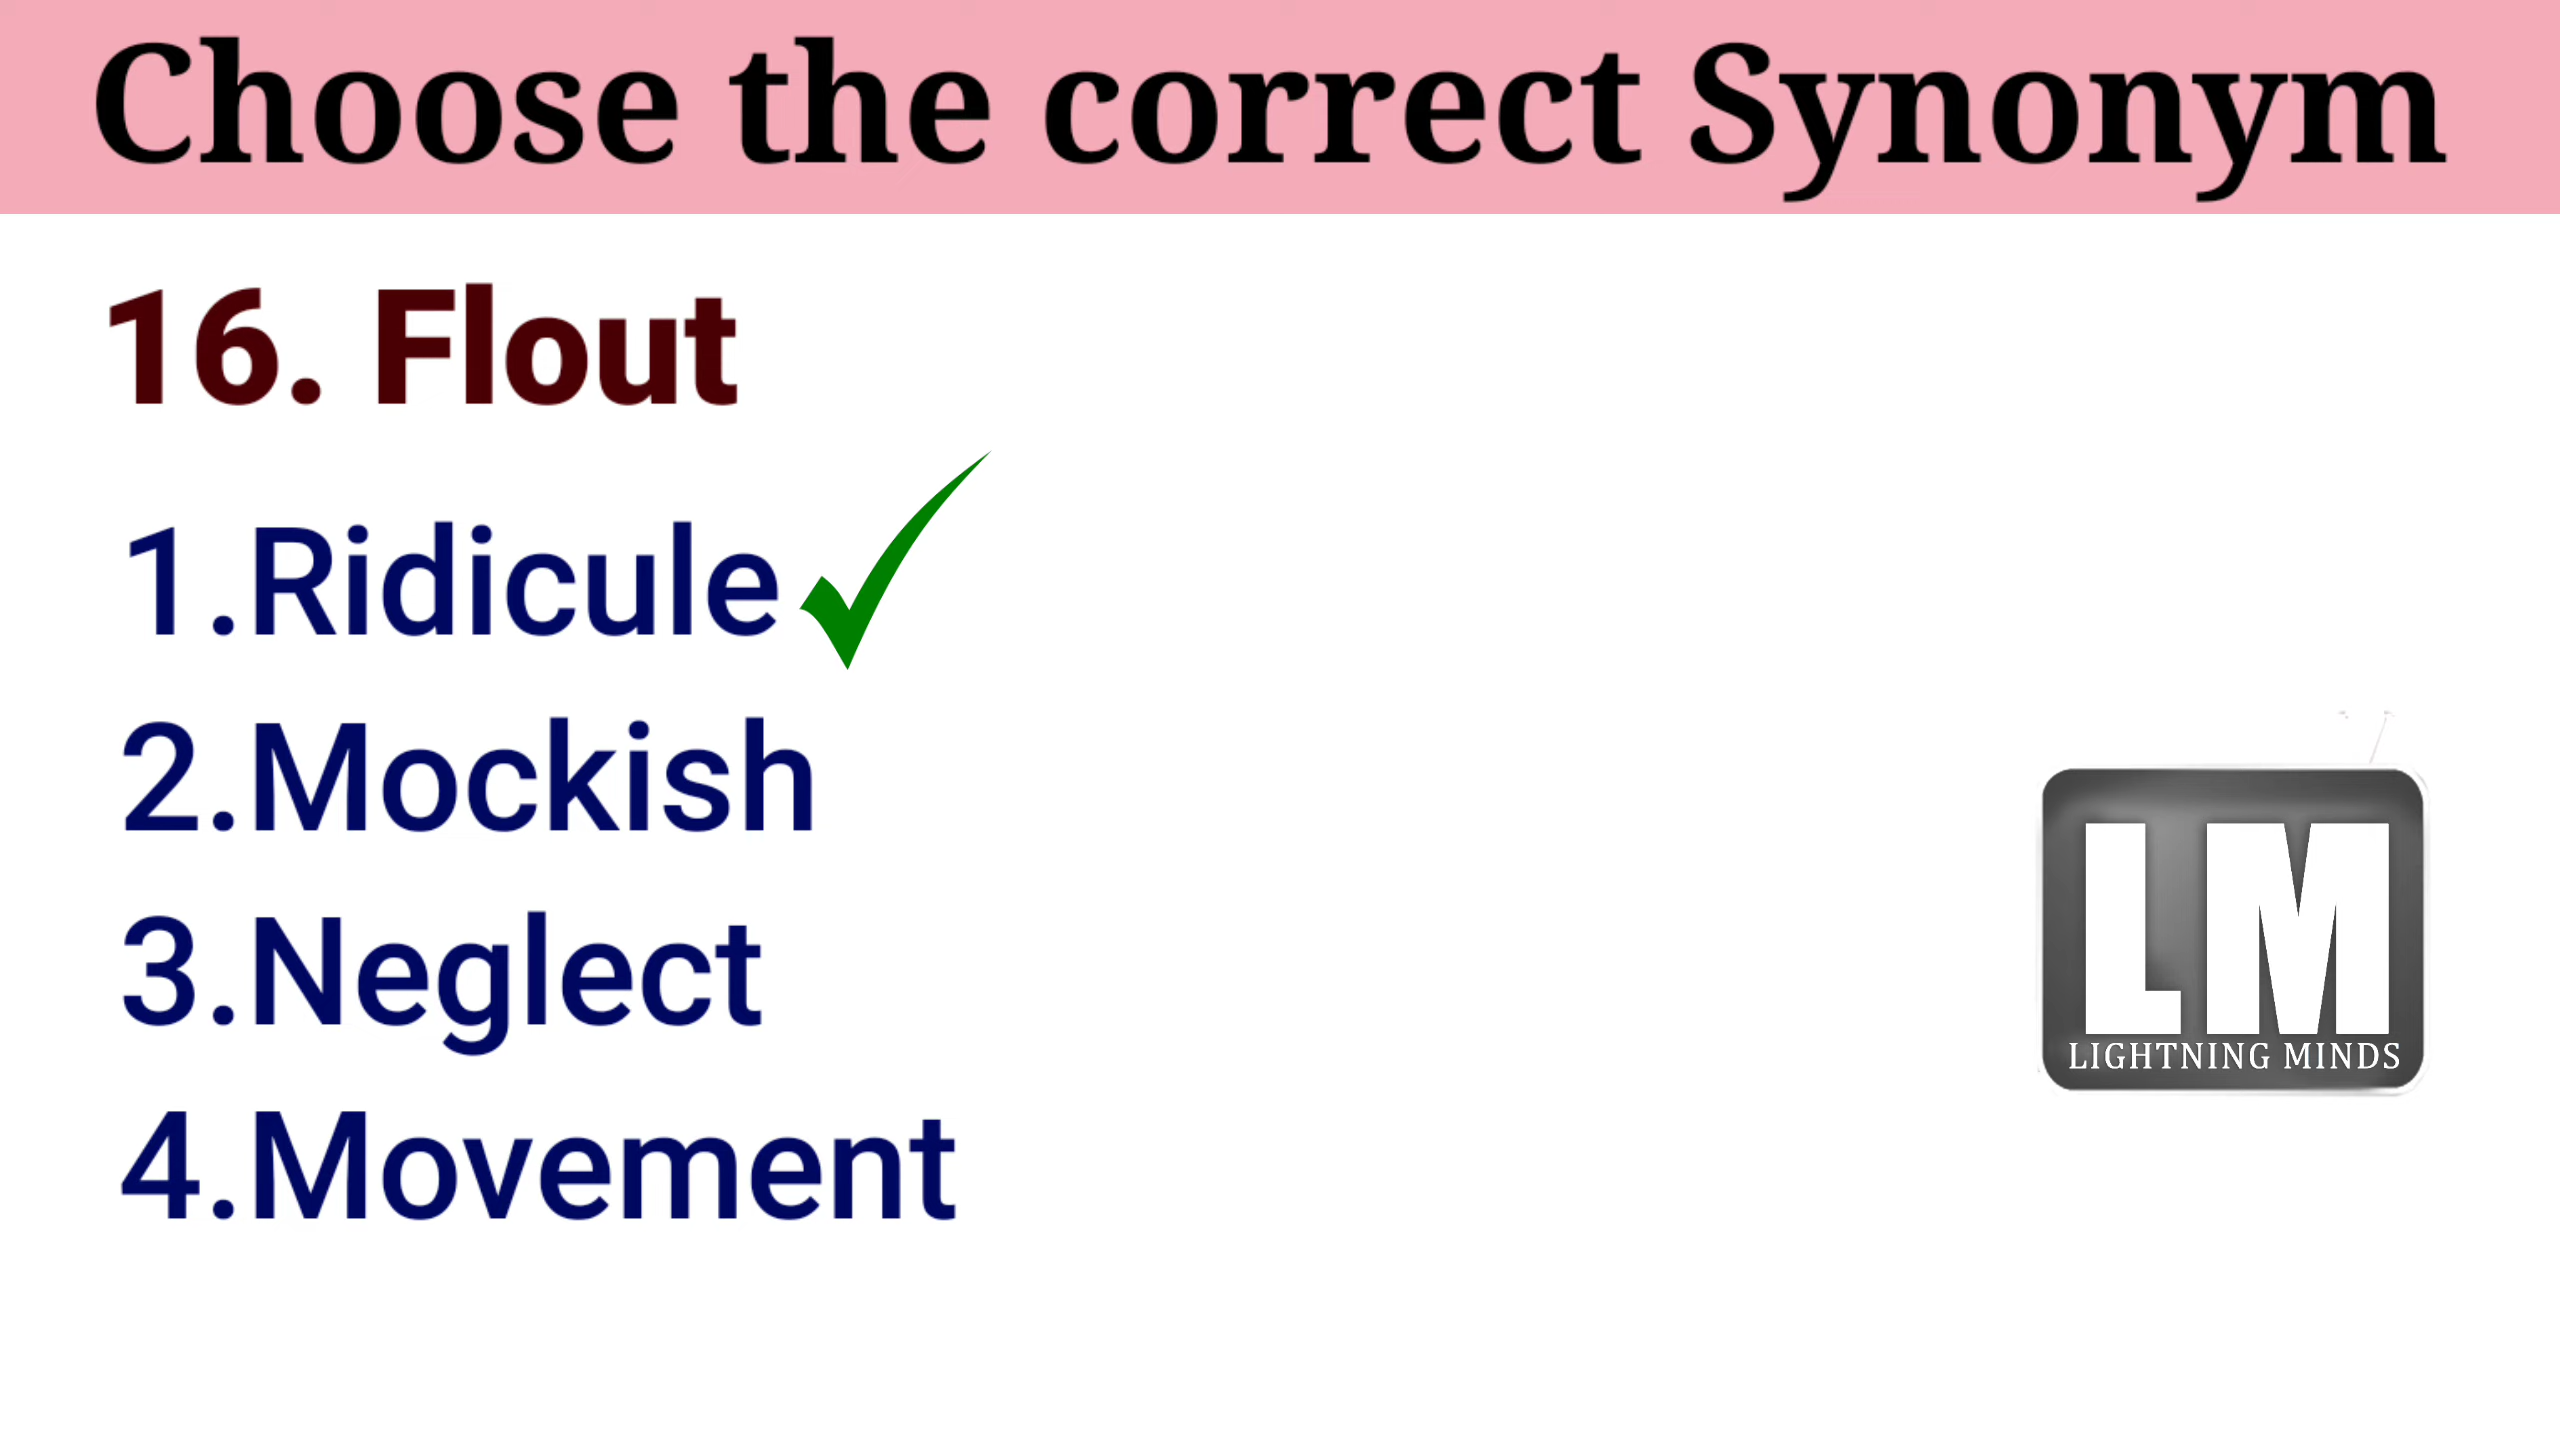 Choose the correct Synonym
16. Flout
1.Ridicule
2.Mockish
3.Neglect
4.Movement
LM
LIGHTNING MINDS